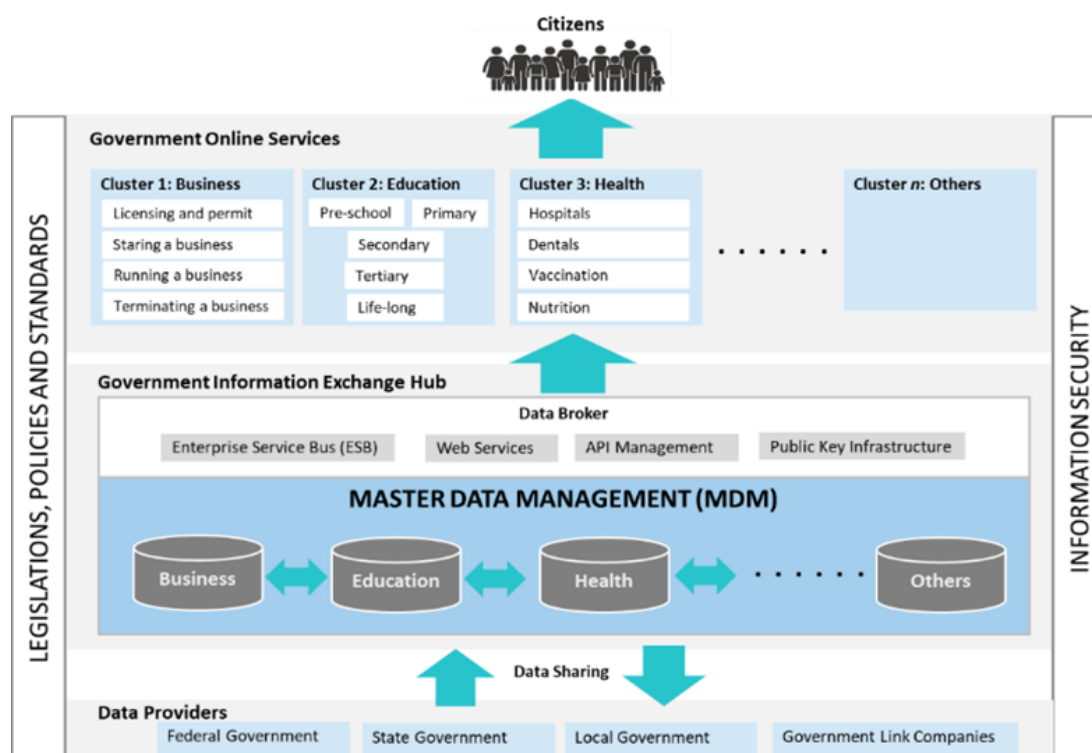 Citizens
LEGISLATIONS, POLICIES AND STANDARDS
Government Online Services
Cluster 1: Business
Licensing and permit
Staring a business
Running a business
Terminating a business
Cluster 2: Education
Pre-school
Primary
Secondary
Tertiary
Life-long
Cluster 3: Health
Hospitals
Dentals
Vaccination
Nutrition
. . . . . .
Cluster n: Others
Government Information Exchange Hub
Data Broker
Enterprise Service Bus (ESB)
Web Services
API Management
Public Key Infrastructure
MASTER DATA MANAGEMENT (MDM)
Business
Education
Health
. . . . . .
Others
Data Sharing
Data Providers
Federal Government
State Government
Local Government
Government Link Companies
INFORMATION SECURITY